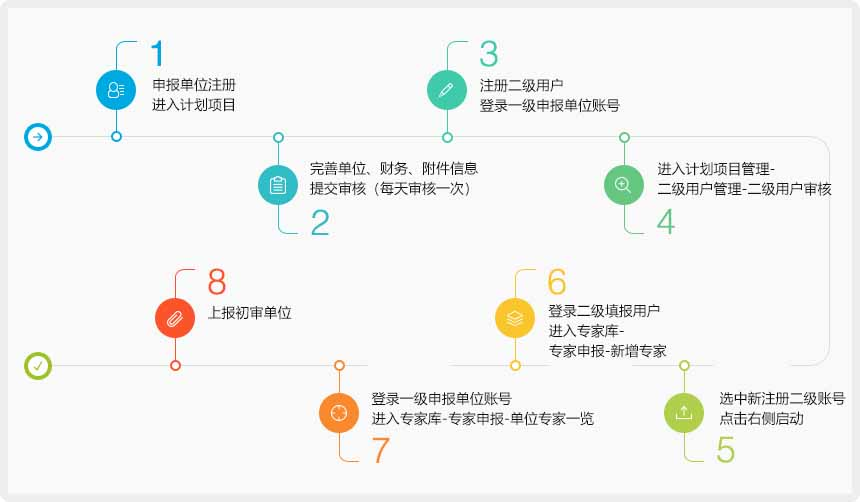 1
申报单位注册
进入计划项目
2
完善单位、财务、附件信息
提交审核（每天审核一次）
3
注册二级用户
登录一级申报单位账号
4
进入计划项目管理-
二级用户管理-二级用户审核
5
选中新注册二级账号
点击右侧启动
6
登录二级填报用户
进入专家库-
专家申报-新增专家
7
登录一级申报单位账号
进入专家库-专家申报-单位专家一览
8
上报初审单位